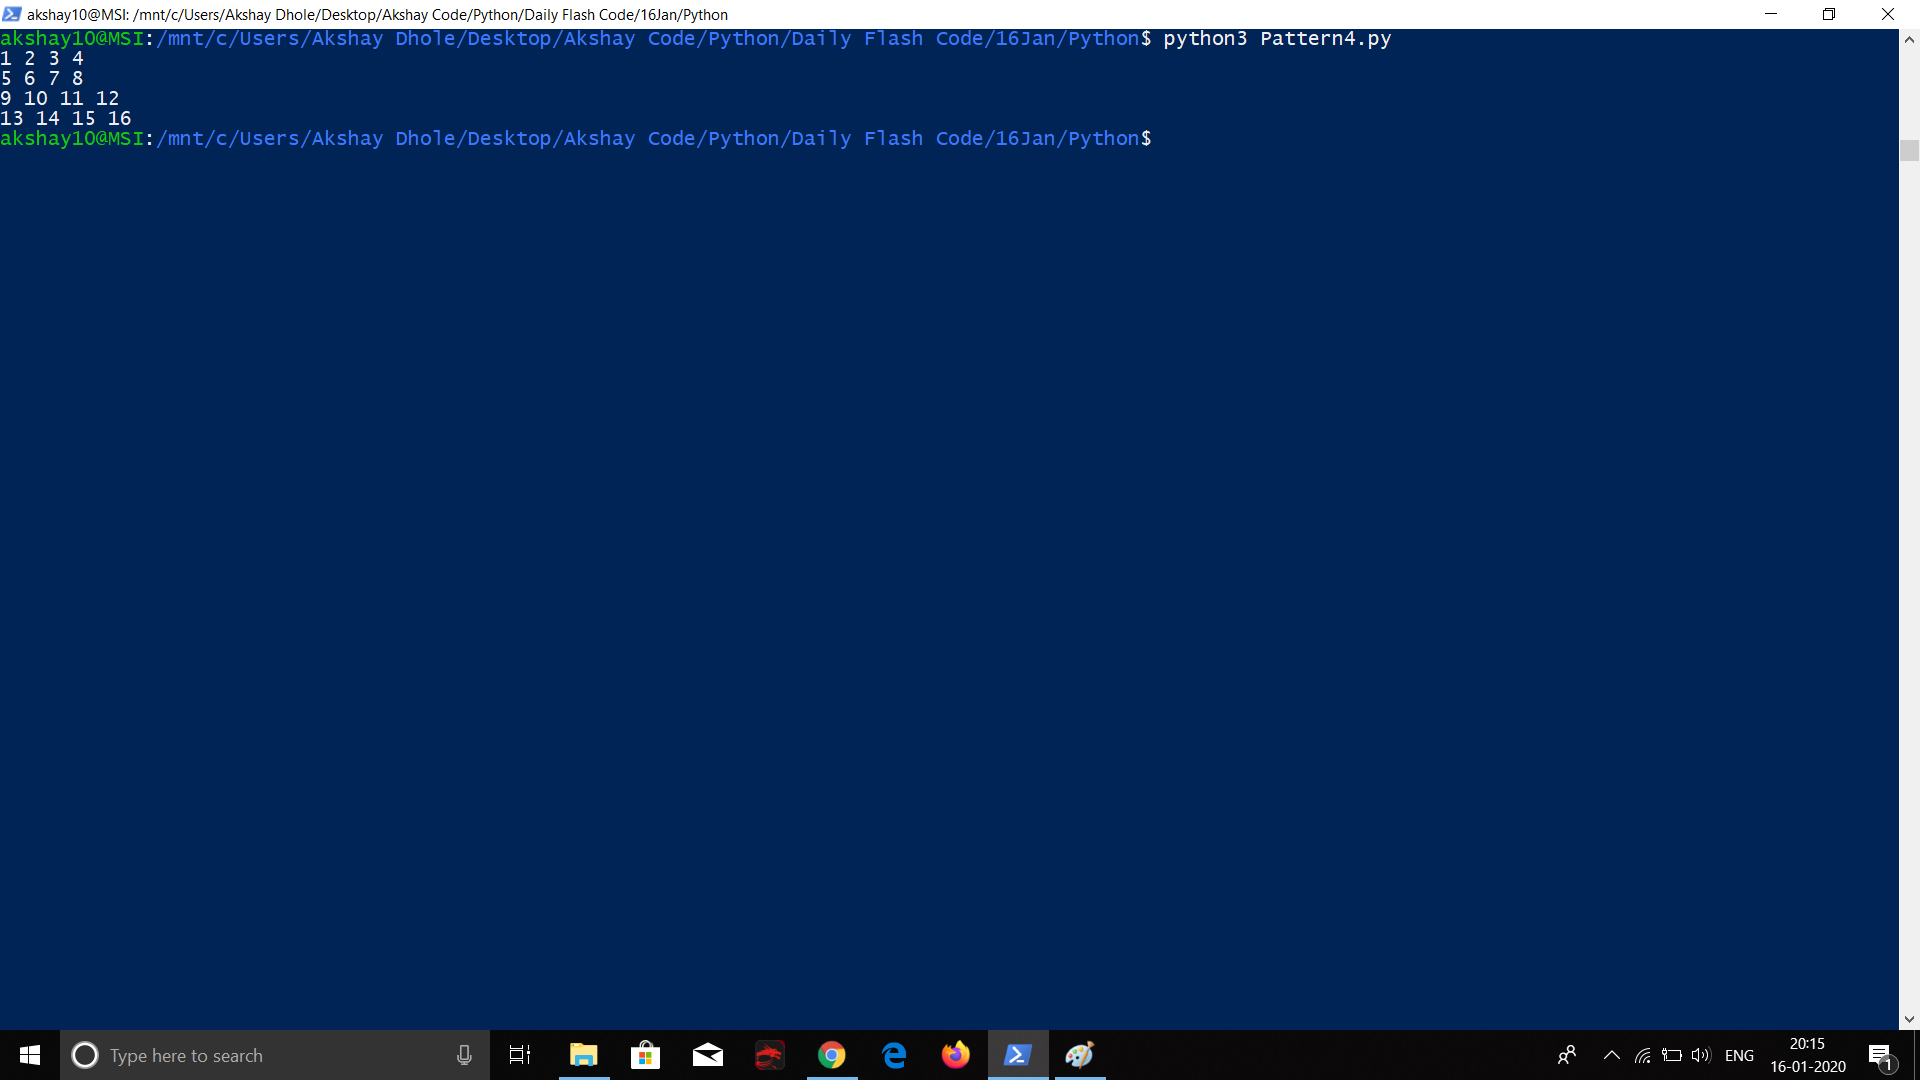 akshay10@MSI: /mnt/c/Users/Akshay Dhole/Desktop/Akshay Code/Python/Daily Flash Code/16Jan/Python
akshay10@MSI:/mnt/c/Users/Akshay Dhole/Desktop/Akshay Code/Python/Daily Flash Code/16Jan/Python$ python3 Pattern4.py
1 2 3 4
5 6 7 8
9 10 11 12
13 14 15 16
akshay10@MSI:/mnt/c/Users/Akshay Dhole/Desktop/Akshay Code/Python/Daily Flash Code/16Jan/Python$
Type here to search
ENG
20:15
16-01-2020
1